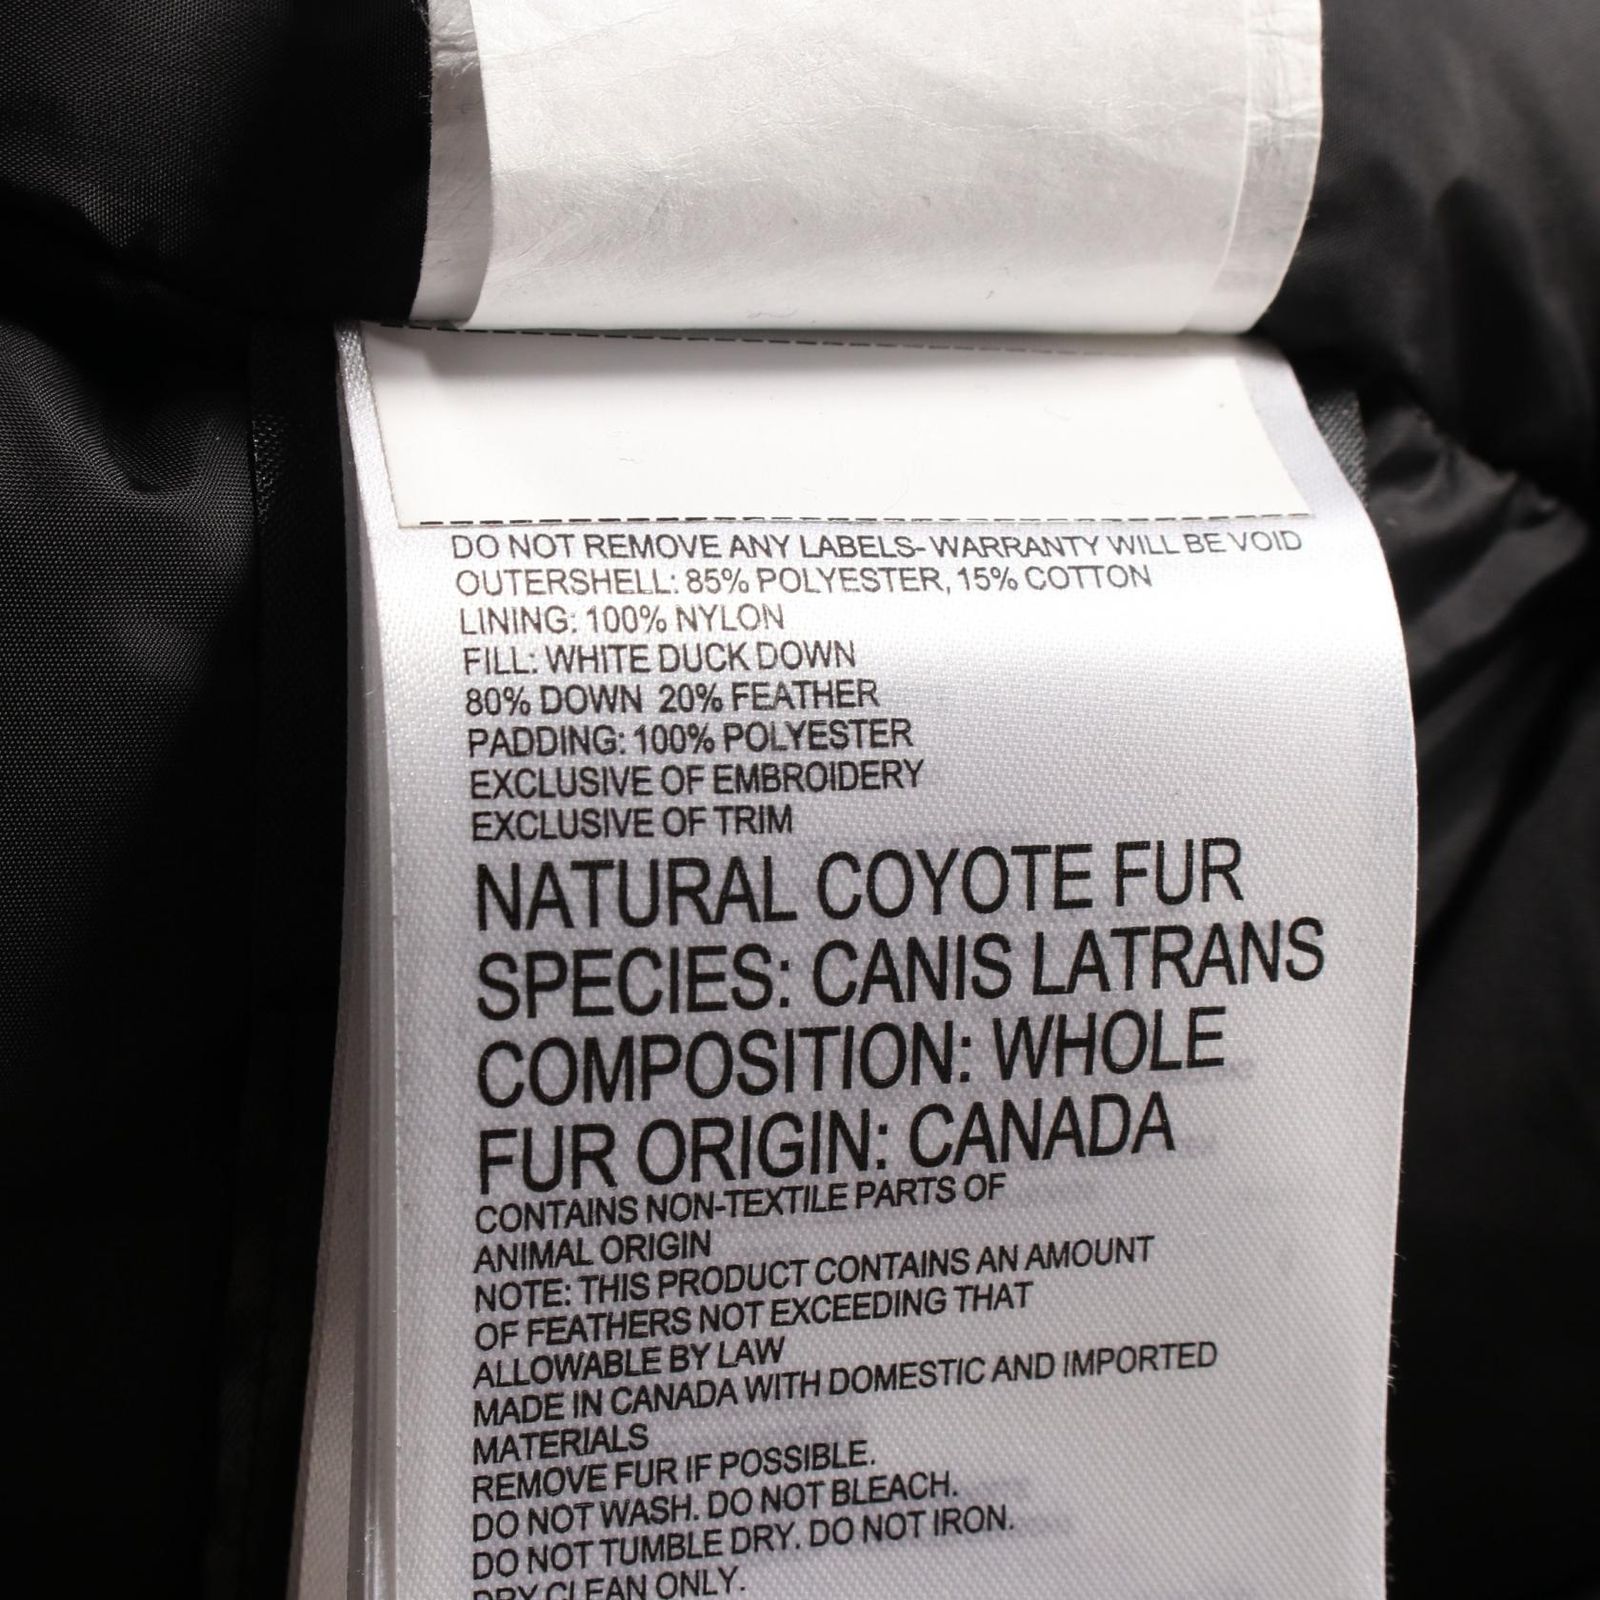 DO NOT REMOVE ANY LABELS- WARRANTY WILL BE VOID
OUTERSHELL: 85% POLYESTER, 15% COTTON
LINING: 100% NYLON
FILL: WHITE DUCK DOWN
80% DOWN 20% FEATHER
PADDING: 100% POLYESTER
EXCLUSIVE OF EMBROIDERY
EXCLUSIVE OF TRIM
NATURAL COYOTE FUR
SPECIES: CANIS LATRANS
COMPOSITION: WHOLE
FUR ORIGIN: CANADA
CONTAINS NON-TEXTILE PARTS OF
ANIMAL ORIGIN
NOTE: THIS PRODUCT CONTAINS AN AMOUNT
OF FEATHERS NOT EXCEEDING THAT
ALLOWABLE BY LAW
MADE IN CANADA WITH DOMESTIC AND IMPORTED
MATERIALS
REMOVE FUR IF POSSIBLE.
DO NOT WASH. DO NOT BLEACH.
DO NOT TUMBLE DRY. DO NOT IRON.
DRY CLEAN ONLY.